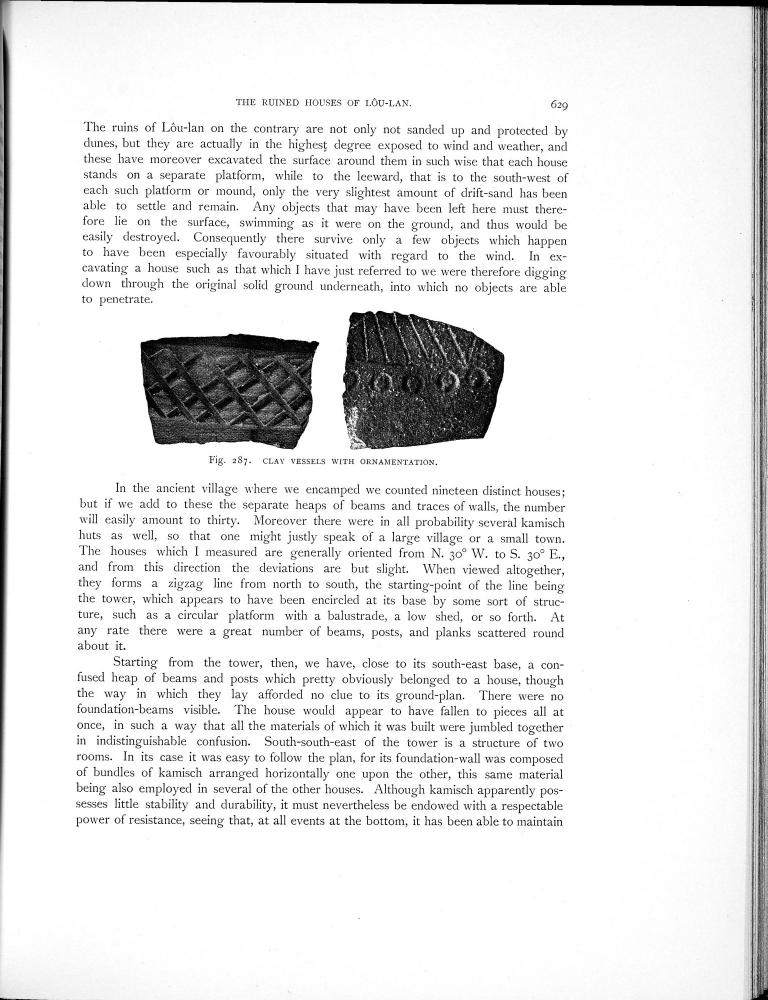 THE RUINED HOUSES OF LÔU-LAN. 629
The ruins of Lôu-lan on the contrary are not only not sanded up and protected by
dunes, but they are actually in the highest degree exposed to wind and weather, and
these have moreover excavated the surface around them in such wise that each house
stands on a separate platform, while to the leeward, that is to the south-west of
each such platform or mound, only the very slightest amount of drift-sand has been
able to settle and remain. Any objects that may have been left here must there-
fore lie on the surface, swimming as it were on the ground, and thus would be
easily destroyed. Consequently there survive only a few objects which happen
to have been especially favourably situated with regard to the wind. In ex-
cavating a house such as that which I have just referred to we were therefore digging
down through the original solid ground underneath, into which no objects are able
to penetrate.
Fig. 287. CLAY VESSELS WITH ORNAMENTATION.
In the ancient village where we encamped we counted nineteen distinct houses;
but if we add to these the separate heaps of beams and traces of walls, the number
will easily amount to thirty. Moreover there were in all probability several kamisch
huts as well, so that one might justly speak of a large village or a small town.
The houses which I measured are generally oriented from N. 30° W. to S. 30° E.,
and from this direction the deviations are but slight. When viewed altogether,
they forms a zigzag line from north to south, the starting-point of the line being
the tower, which appears to have been encircled at its base by some sort of struc-
ture, such as a circular platform with a balustrade, a low shed, or so forth. At
any rate there were a great number of beams, posts, and planks scattered round
about it.
Starting from the tower, then, we have, close to its south-east base, a con-
fused heap of beams and posts which pretty obviously belonged to a house, though
the way in which they lay afforded no clue to its ground-plan. There were no
foundation-beams visible. The house would appear to have fallen to pieces all at
once, in such a way that all the materials of which it was built were jumbled together
in indistinguishable confusion. South-south-east of the tower is a structure of two
rooms. In its case it was easy to follow the plan, for its foundation-wall was composed
of bundles of kamisch arranged horizontally one upon the other, this same material
being also employed in several of the other houses. Although kamisch apparently pos-
sesses little stability and durability, it must nevertheless be endowed with a respectable
power of resistance, seeing that, at all events at the bottom, it has been able to maintain